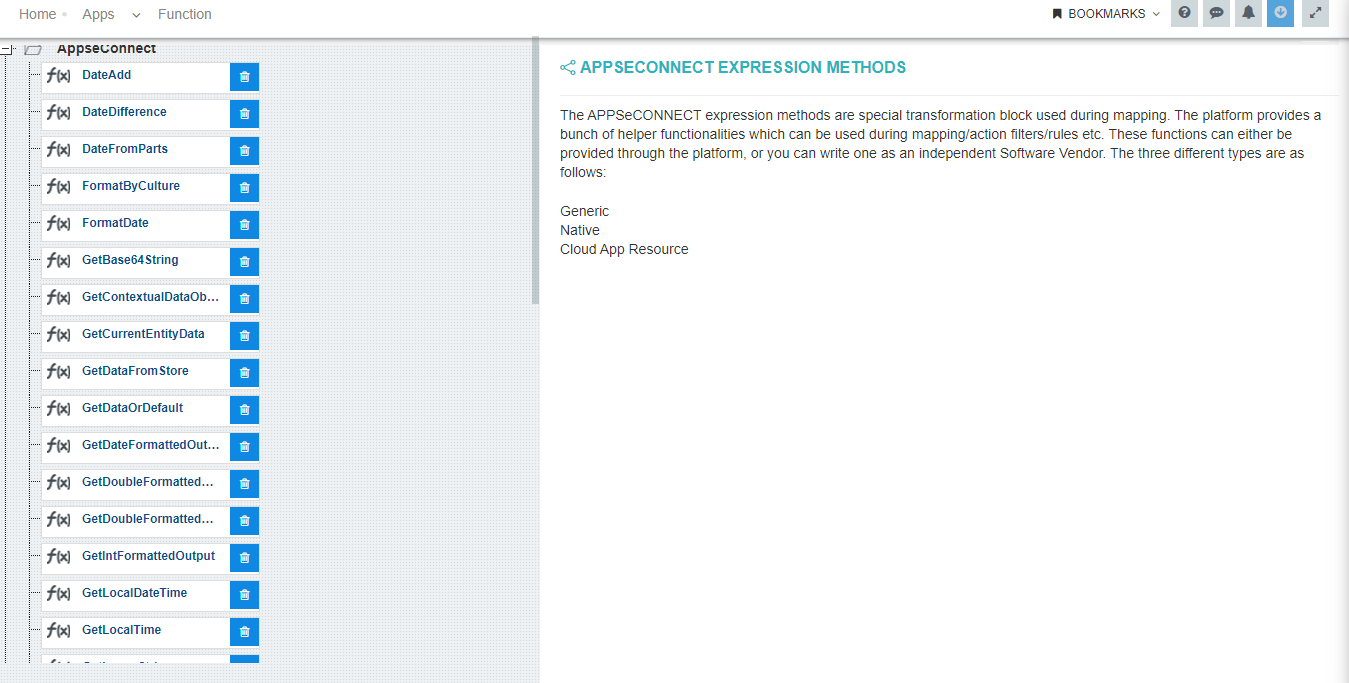 Home Apps Function
BOOKMARKS
AppseConnect
f(x) DateAdd
f(x) DateDifference
f(x) DateFromParts
f(x) FormatByCulture
f(x) FormatDate
f(x) GetBase64String
f(x) GetContextualDataOb...
f(x) GetCurrentEntityData
f(x) GetDataFromStore
f(x) GetDataOrDefault
f(x) GetDateFormattedOut...
f(x) GetDoubleFormatted...
f(x) GetDoubleFormatted...
f(x) GetIntFormattedOutput
f(x) GetLocalDateTime
f(x) GetLocalTime
APPSECONNECT EXPRESSION METHODS
The APPSeCONNECT expression methods are special transformation block used during mapping. The platform provides a
bunch of helper functionalities which can be used during mapping/action filters/rules etc. These functions can either be
provided through the platform, or you can write one as an independent Software Vendor. The three different types are as
follows:
Generic
Native
Cloud App Resource